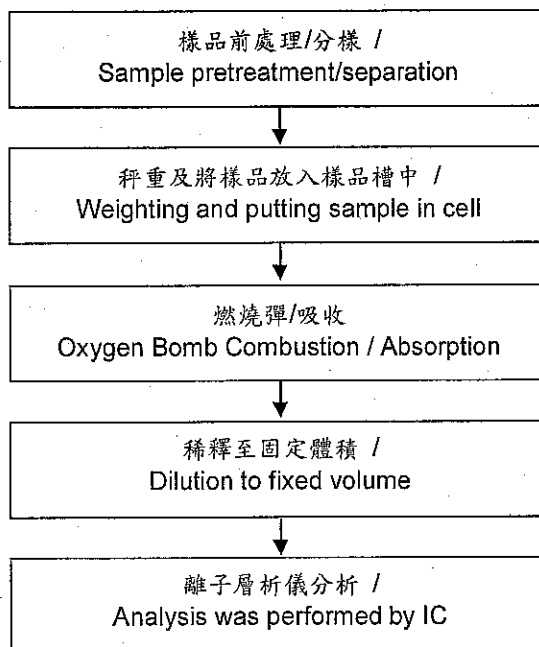 樣品前處理/分樣 /
Sample pretreatment/separation
秤重及將樣品放入樣品槽中 /
Weighting and putting sample in cell
燃燒彈/吸收
Oxygen Bomb Combustion / Absorption
稀釋至固定體積 /
Dilution to fixed volume
離子層析儀分析 /
Analysis was performed by IC